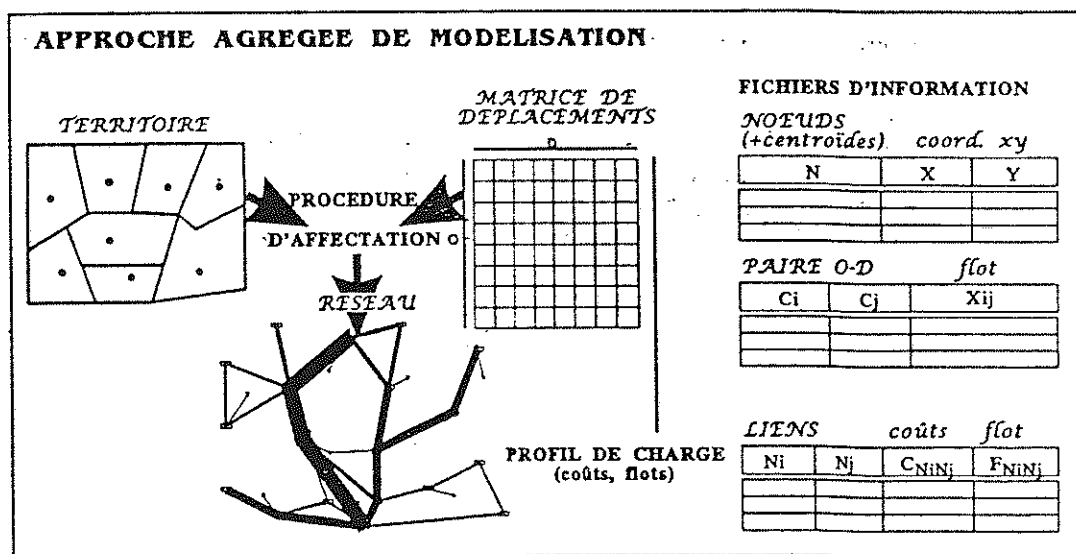 APPROCHE AGREGEE DE MODELISATION
TERRITOIRE
MATRICE DE
DEPLACEMENTS
D
PROCEDURE
D'AFFECTATION O
RESEAU
PROFIL DE CHARGE
(coûts, flots)
FICHIERS D'INFORMATION
NOEUDS
(+centroïdes) coord. xy
N X Y
PAIRE O-D flot
Ci Cj Xij
LIENS coûts flot
Ni Nj CNiNj FNiNj